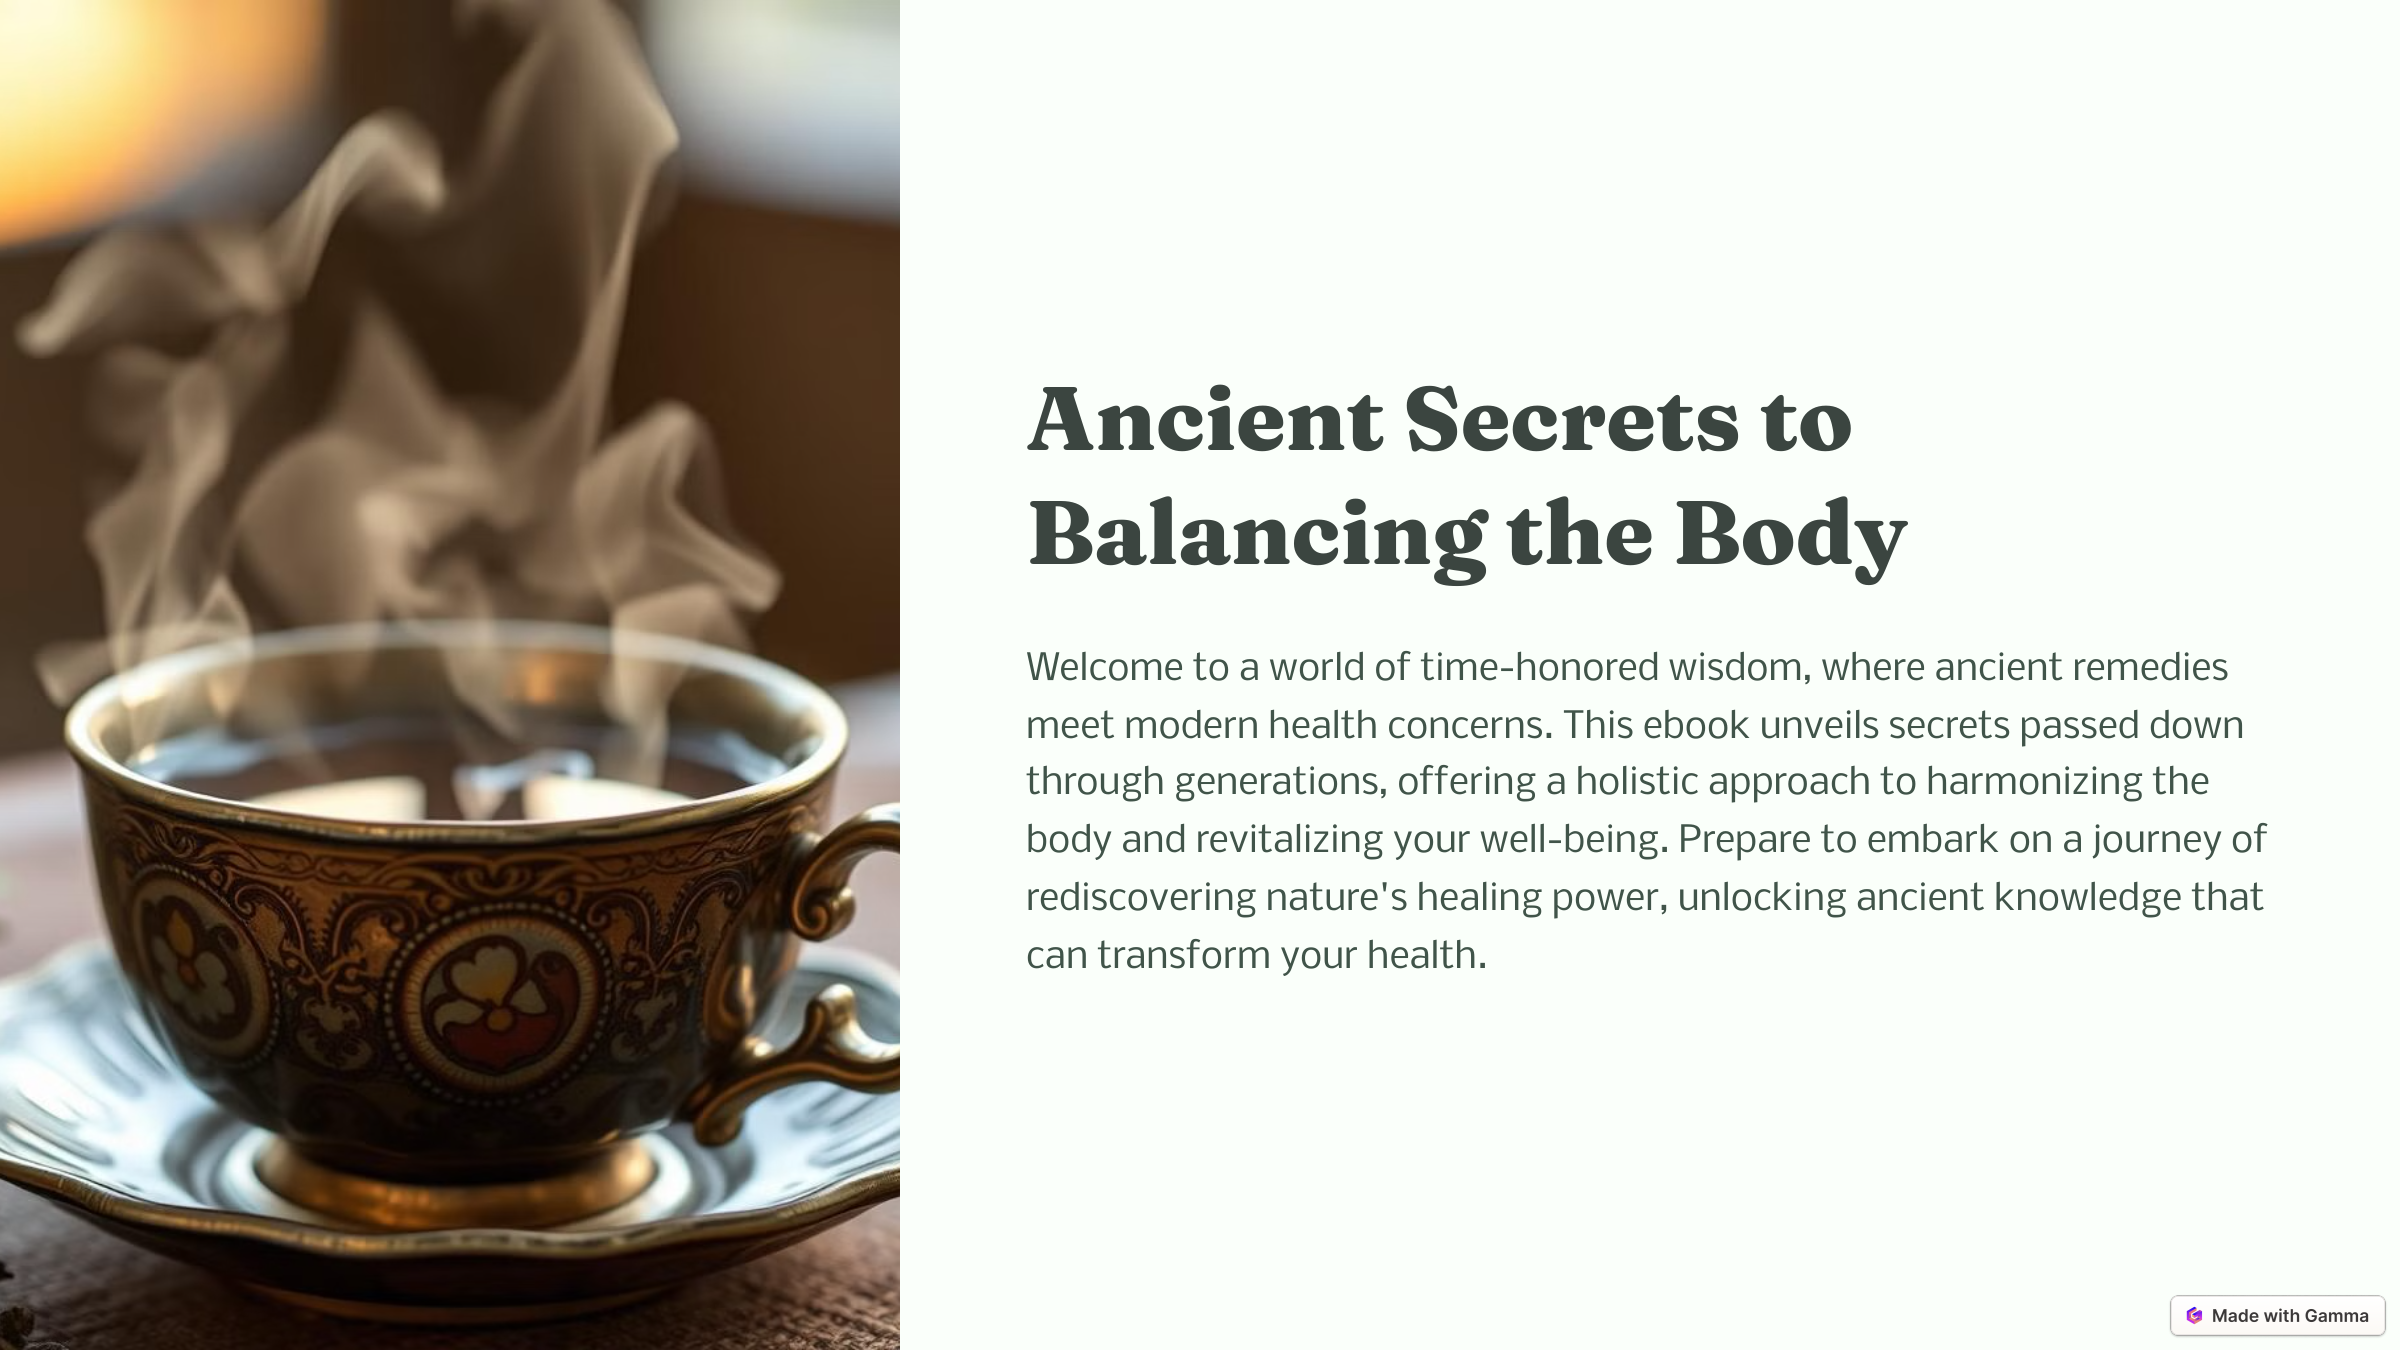 Ancient Secrets to
Balancing the Body
Welcome to a world of time-honored wisdom, where ancient remedies
meet modern health concerns. This ebook unveils secrets passed down
through generations, offering a holistic approach to harmonizing the
body and revitalizing your well-being. Prepare to embark on a journey of
rediscovering nature's healing power, unlocking ancient knowledge that
can transform your health.
Made with Gamma